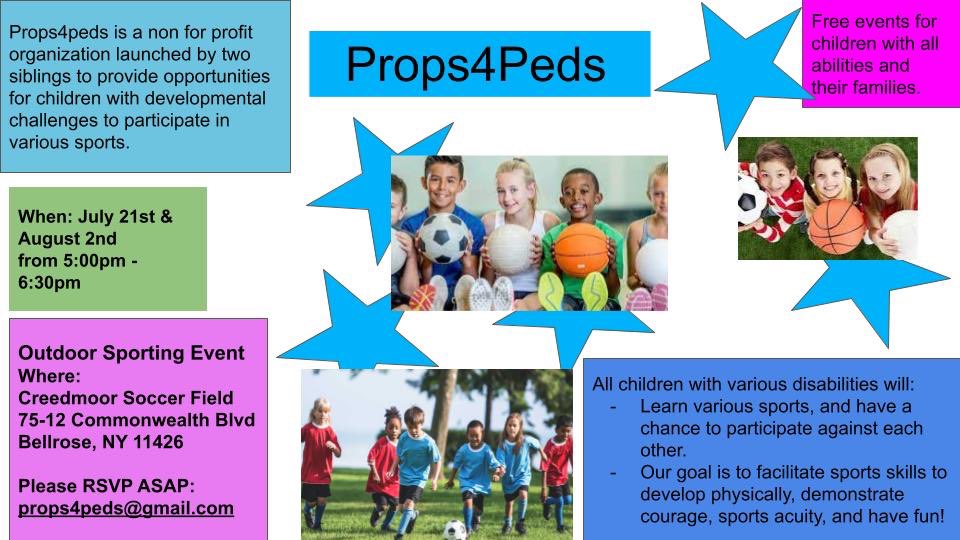 Props4peds is a non for profit
organization launched by two
siblings to provide opportunities
for children with developmental
challenges to participate in
various sports.
Props4Peds
Free events for
children with all
abilities and
their families.
When: July 21st &
August 2nd
from 5:00pm -
6:30pm
Outdoor Sporting Event
Where:
Creedmoor Soccer Field
75-12 Commonwealth Blvd
Bellrose, NY 11426
Please RSVP ASAP:
props4peds@gmail.com
All children with various disabilities will:
- Learn various sports, and have a
chance to participate against each
other.
- Our goal is to facilitate sports skills to
develop physically, demonstrate
courage, sports acuity, and have fun!